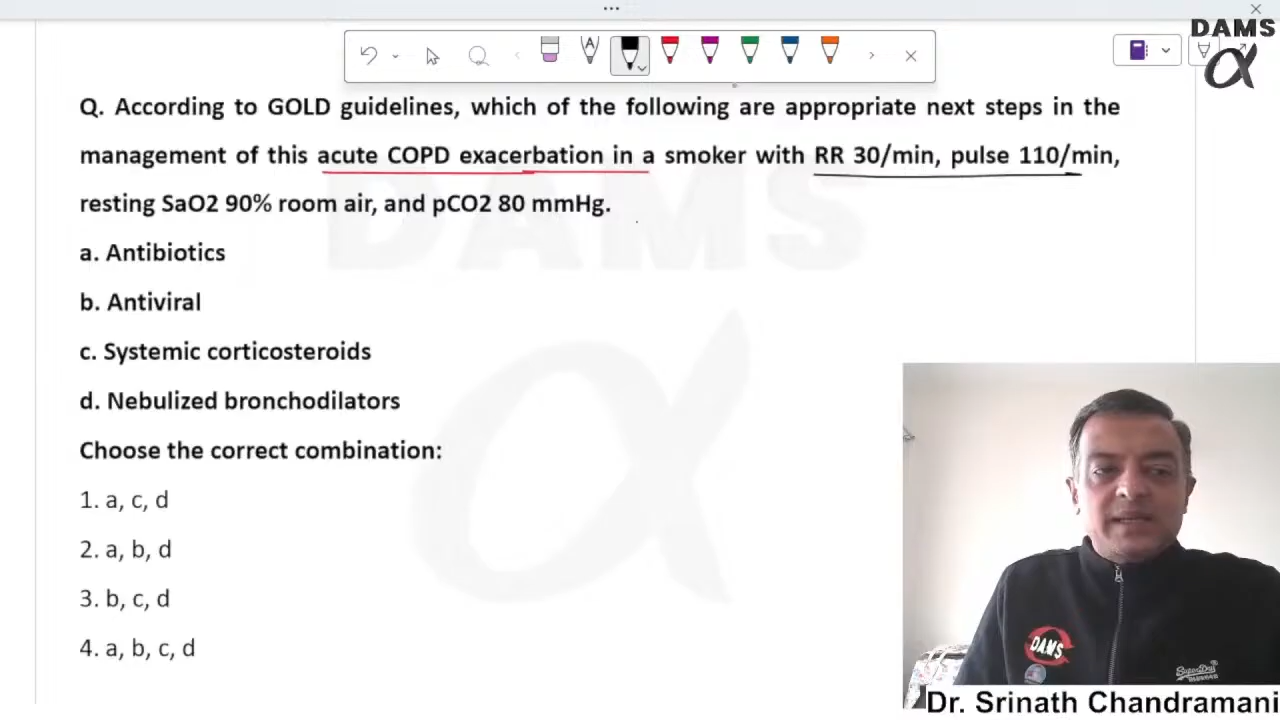 DAMS
α
A
Q. According to GOLD guidelines, which of the following are appropriate next steps in the
management of this acute COPD exacerbation in a smoker with RR 30/min, pulse 110/min,
resting SaO2 90% room air, and pCO2 80 mmHg.
a. Antibiotics
b. Antiviral
c. Systemic corticosteroids
d. Nebulized bronchodilators
Choose the correct combination:
1. a, c, d
2. a, b, d
3. b, c, d
4. a, b, c, d
DAMS
α
DAMS
Superdry
Dr. Srinath Chandramani